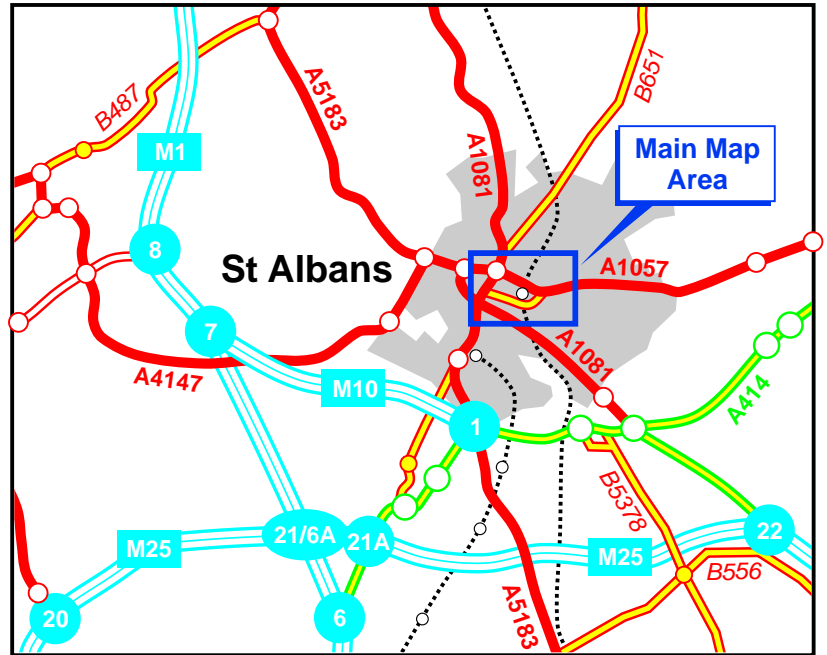 B487
A5183
A1081
B651
M1
Main Map
Area
8
St Albans
A1057
7
A4147
M10
A1081
A414
1
B5378
M25
21/6A
21A
M25
22
B556
20
6
A5183